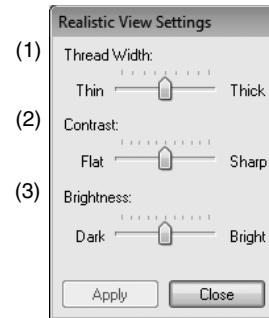 Realistic View Settings
(1) Thread Width:
Thin Thick
(2) Contrast:
Flat Sharp
(3) Brightness:
Dark Bright
Apply Close